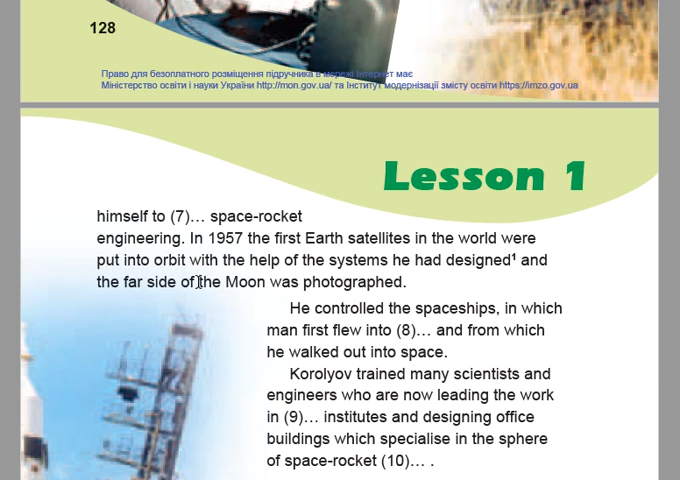 128
Право для безоплатного розміщення підручника в мережі Інтернет має
Міністерство освіти і науки України http://mon.gov.ua/ та Інститут модернізації змісту освіти https://imzo.gov.ua
Lesson 1
himself to (7)… space-rocket
engineering. In 1957 the first Earth satellites in the world were
put into orbit with the help of the systems he had designed¹ and
the far side of the Moon was photographed.
He controlled the spaceships, in which
man first flew into (8)… and from which
he walked out into space.
Korolyov trained many scientists and
engineers who are now leading the work
in (9)… institutes and designing office
buildings which specialise in the sphere
of space-rocket (10)… .